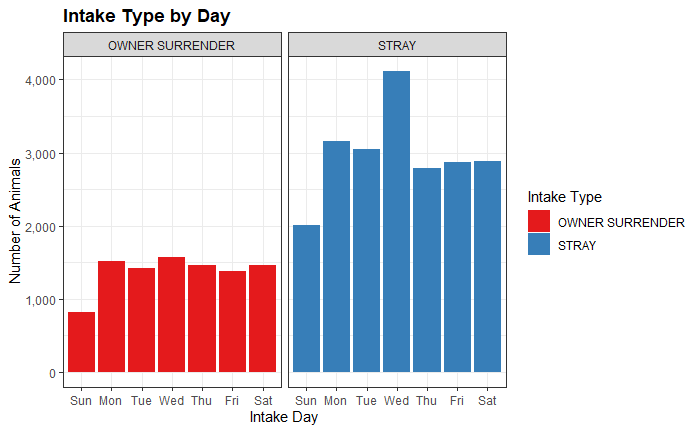 Intake Type by Day
OWNER SURRENDER
STRAY
4,000
3,000
2,000
1,000
0
Number of Animals
Sun Mon Tue Wed Thu Fri Sat
Sun Mon Tue Wed Thu Fri Sat
Intake Day
Intake Type
OWNER SURRENDER
STRAY